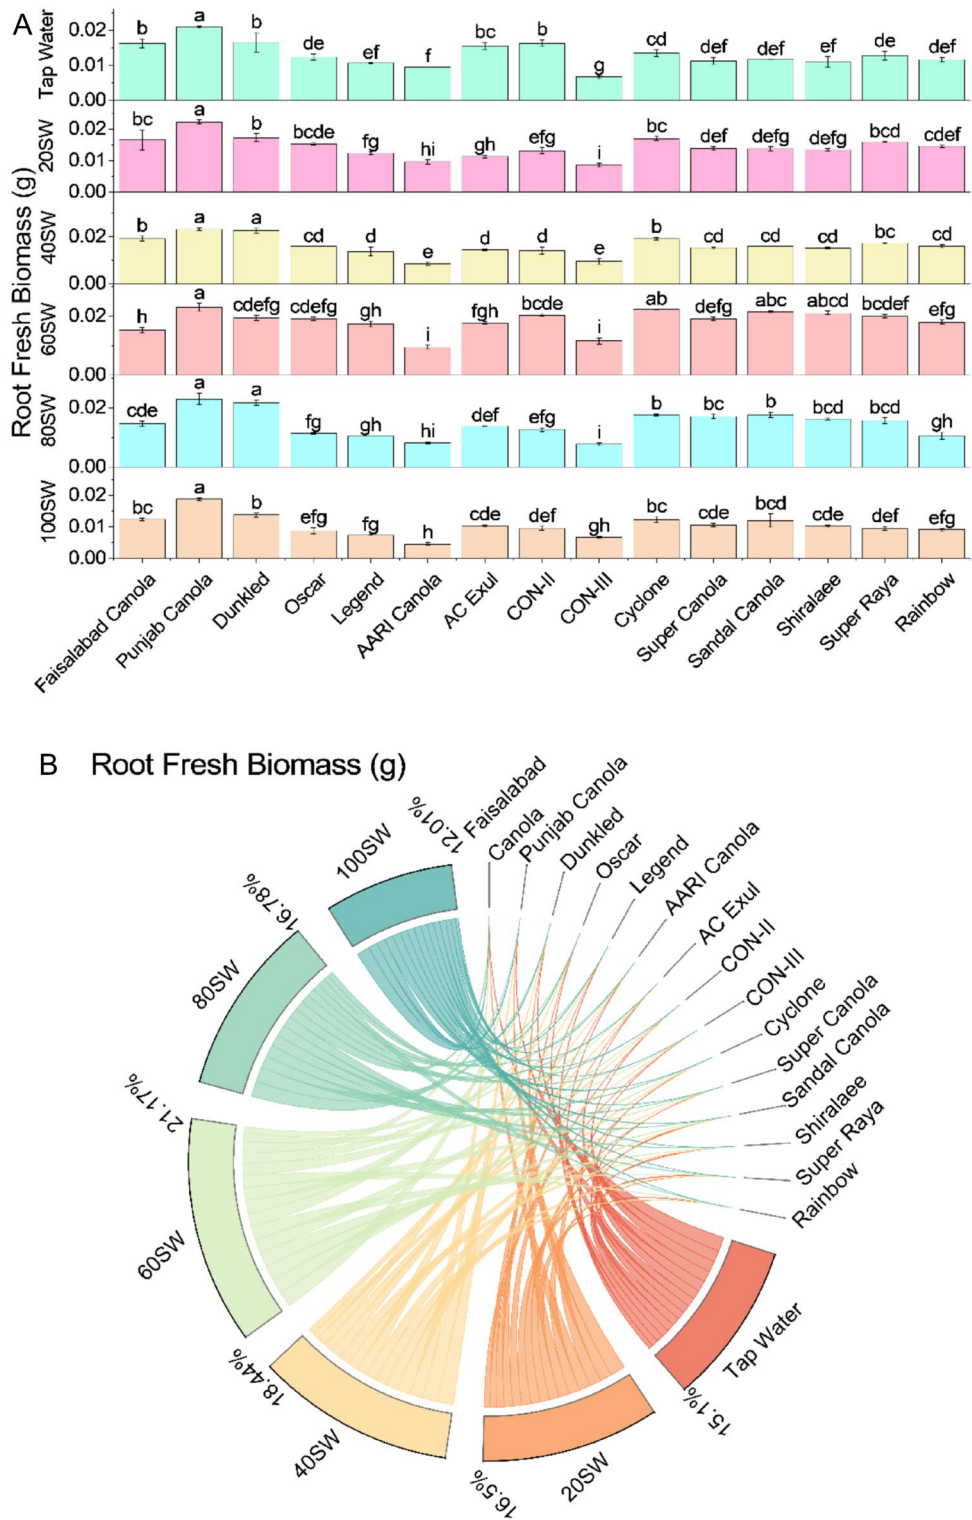 A
Root Fresh Biomass (g)
Tap Water
0.02
0.01
0.00
b a b de ef f bc b g cd def def ef de def
20SW
0.02
0.01
0.00
bc a b bcde fg hi gh efg i bc def defg defg bcd cdef
40SW
0.02
0.00
b a a cd d e d d e b cd cd cd bc cd
60SW
0.02
0.00
h a cdefg cdefg gh i fgh bcde i ab defg abc abcd bcdef efg
80SW
0.02
0.00
cde a a fg gh hi def efg i b bc b bcd bcd gh
100SW
0.02
0.01
0.00
bc a b efg fg h cde def gh bc cde bcd cde def efg
Faisalabad Canola
Punjab Canola
Dunkled
Oscar
Legend
AARI Canola
AC Exul
CON-II
CON-III
Cyclone
Super Canola
Sandal Canola
Shiralaee
Super Raya
Rainbow
B Root Fresh Biomass (g)
Faisalabad
Canola
Punjab Canola
Dunkled
Oscar
Legend
AARI Canola
AC Exul
CON-II
CON-III
Cyclone
Super Canola
Sandal Canola
Shiralaee
Super Raya
Rainbow
Tap Water
15.1%
20SW
16.5%
40SW
18.44%
60SW
21.17%
80SW
16.78%
100SW
12.01%